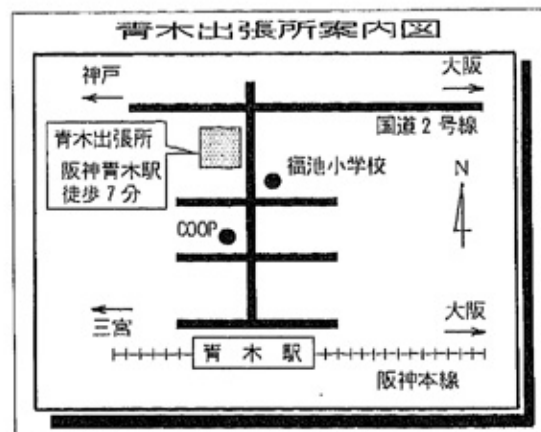 青木出張所案内図
神戸
大阪
国道2号線
青木出張所
阪神青木駅
徒歩7分
福池小学校
N
COOP
三宮
大阪
青木駅
阪神本線